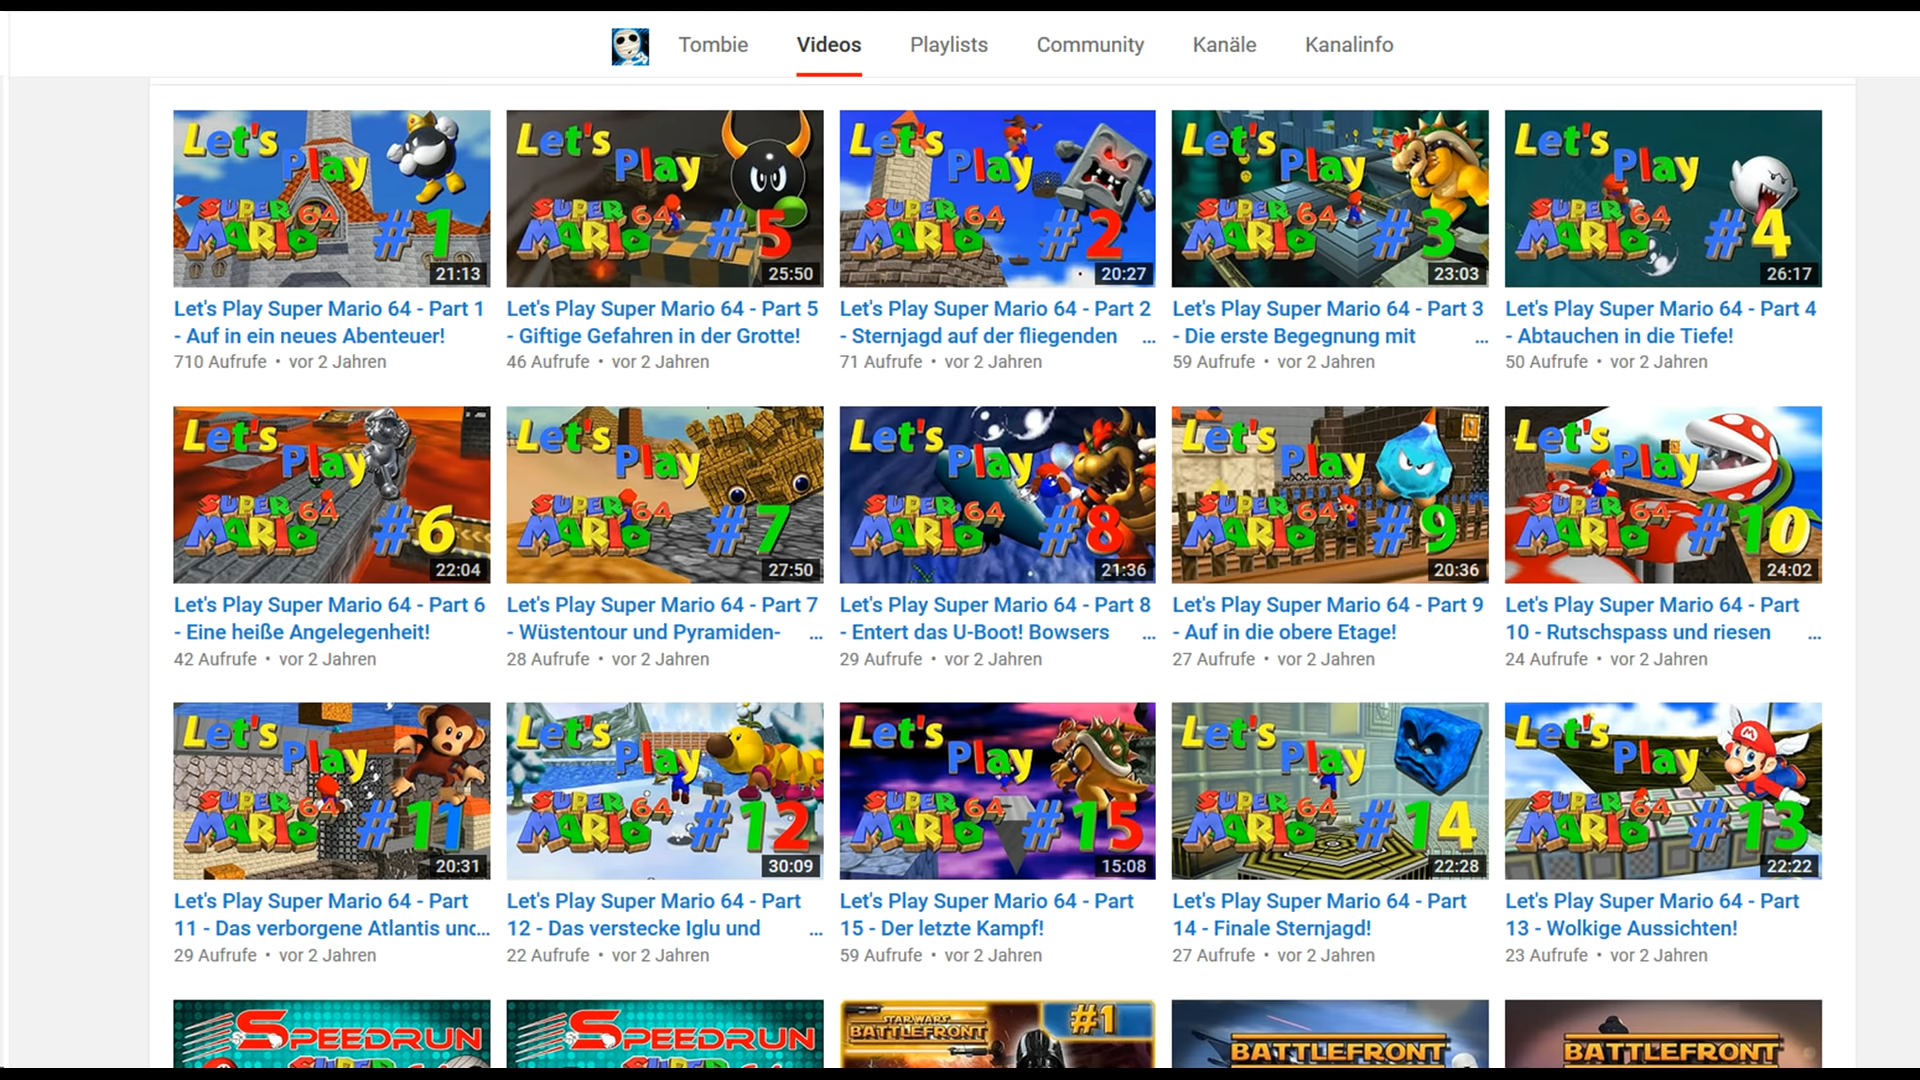 Tombie Videos Playlists Community Kanäle Kanalinfo
Let's Play
SUPER MARIO 64 #1
21:13
Let's Play Super Mario 64 - Part 1
- Auf in ein neues Abenteuer!
710 Aufrufe • vor 2 Jahren
Let's Play
SUPER MARIO 64 #5
25:50
Let's Play Super Mario 64 - Part 5
- Giftige Gefahren in der Grotte!
46 Aufrufe • vor 2 Jahren
Let's Play
SUPER MARIO 64 #2
20:27
Let's Play Super Mario 64 - Part 2
- Sternjagd auf der fliegenden ...
71 Aufrufe • vor 2 Jahren
Let's Play
SUPER MARIO 64 #3
23:03
Let's Play Super Mario 64 - Part 3
- Die erste Begegnung mit ...
59 Aufrufe • vor 2 Jahren
Let's Play
SUPER MARIO 64 #4
26:17
Let's Play Super Mario 64 - Part 4
- Abtauchen in die Tiefe!
50 Aufrufe • vor 2 Jahren
Let's Play
SUPER MARIO 64 #6
22:04
Let's Play Super Mario 64 - Part 6
- Eine heiße Angelegenheit!
42 Aufrufe • vor 2 Jahren
Let's Play
SUPER MARIO 64 #7
27:50
Let's Play Super Mario 64 - Part 7
- Wüstentour und Pyramiden- ...
28 Aufrufe • vor 2 Jahren
Let's Play
SUPER MARIO 64 #8
21:36
Let's Play Super Mario 64 - Part 8
- Entert das U-Boot! Bowsers ...
29 Aufrufe • vor 2 Jahren
Let's Play
SUPER MARIO 64 #9
20:36
Let's Play Super Mario 64 - Part 9
- Auf in die obere Etage!
27 Aufrufe • vor 2 Jahren
Let's Play
SUPER MARIO 64 #10
24:02
Let's Play Super Mario 64 - Part
10 - Rutschspass und riesen ...
24 Aufrufe • vor 2 Jahren
Let's Play
SUPER MARIO 64 #11
20:31
Let's Play Super Mario 64 - Part
11 - Das verborgene Atlantis und...
29 Aufrufe • vor 2 Jahren
Let's Play
SUPER MARIO 64 #12
30:09
Let's Play Super Mario 64 - Part
12 - Das verstecke Iglu und ...
22 Aufrufe • vor 2 Jahren
Let's Play
SUPER MARIO 64 #15
15:08
Let's Play Super Mario 64 - Part
15 - Der letzte Kampf!
59 Aufrufe • vor 2 Jahren
Let's Play
SUPER MARIO 64 #14
22:28
Let's Play Super Mario 64 - Part
14 - Finale Sternjagd!
27 Aufrufe • vor 2 Jahren
Let's Play
SUPER MARIO 64 #13
22:22
Let's Play Super Mario 64 - Part
13 - Wolkige Aussichten!
23 Aufrufe • vor 2 Jahren
SPEEDRUN
SPEEDRUN
STAR WARS
BATTLEFRONT #1
BATTLEFRONT
BATTLEFRONT